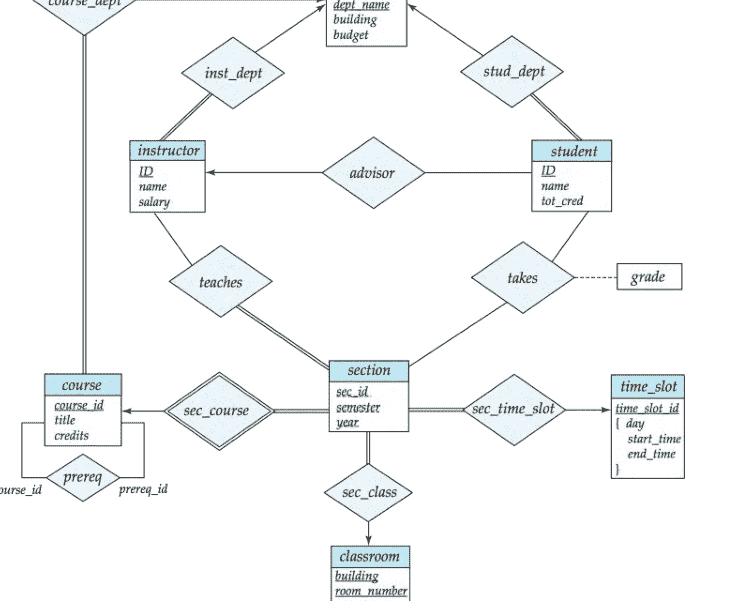 course_dept
dept_name
building
budget
inst_dept
stud_dept
instructor
ID
name
salary
advisor
student
ID
name
tot_cred
teaches
takes
grade
course
course_id
title
credits
sec_course
section
sec_id
semester
year
sec_time_slot
time_slot
time_slot_id
{ day
start_time
end_time
}
prereq
ourse_id
prereq_id
sec_class
classroom
building
room_number